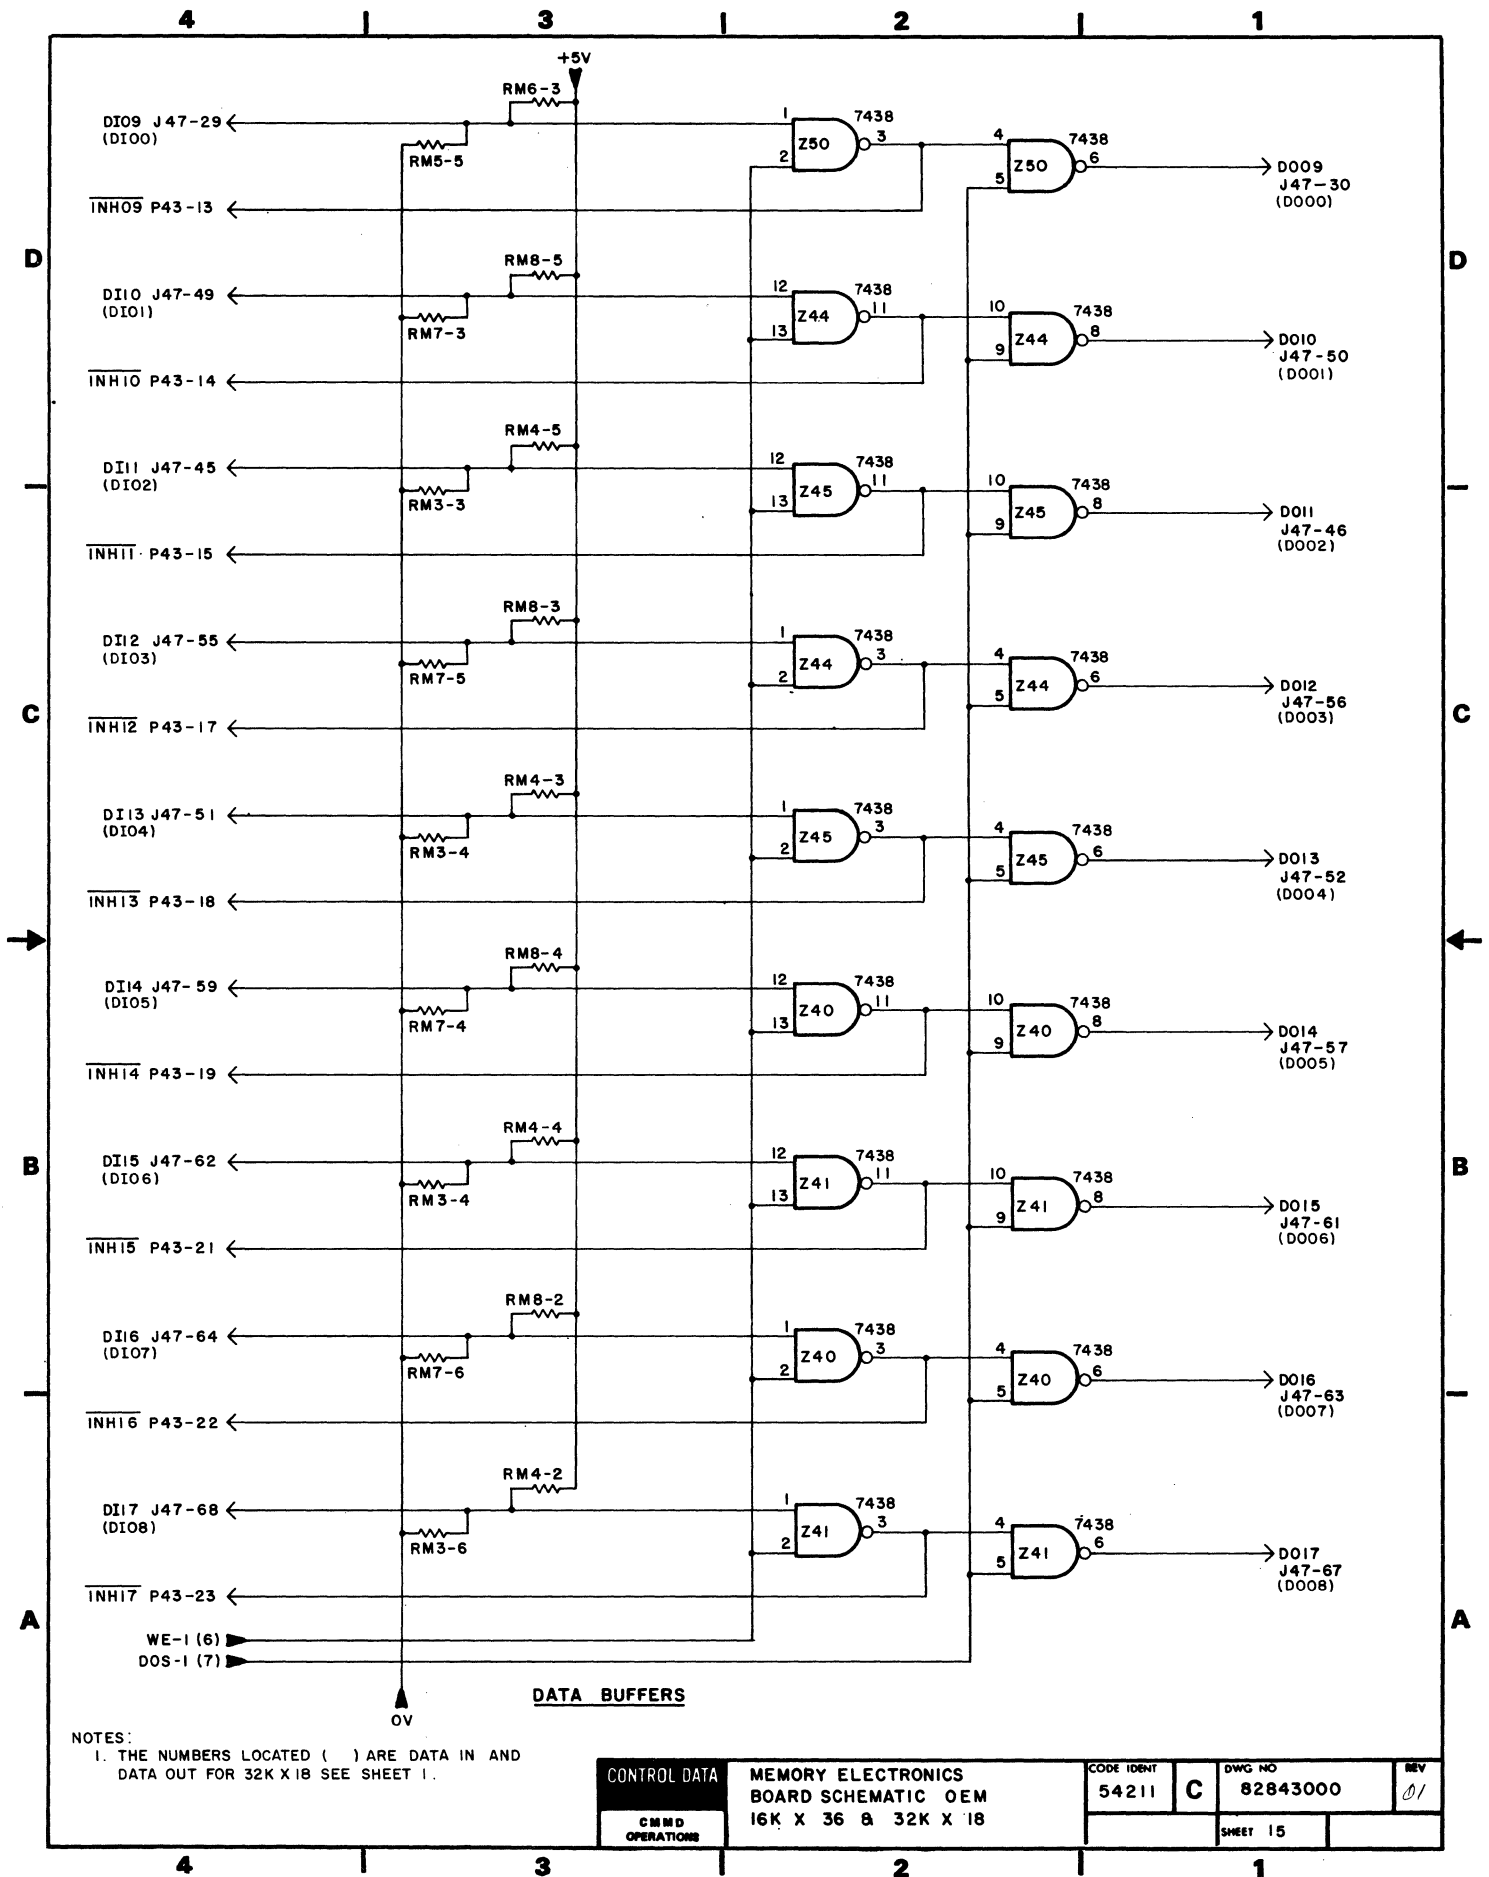 4 3 2 1
+5V
RM6-3
DI09 J47-29
(DI00)
RM5-5
1
2
Z50
7438
3
4
5
Z50
7438
6
D009
J47-30
(D000)
INH09 P43-13
D D
RM8-5
DI10 J47-49
(DI01)
RM7-3
12
13
Z44
7438
11
10
9
Z44
7438
8
D010
J47-50
(D001)
INH10 P43-14
RM4-5
DI11 J47-45
(DI02)
RM3-3
12
13
Z45
7438
11
10
9
Z45
7438
8
D011
J47-46
(D002)
INH11 P43-15
RM8-3
DI12 J47-55
(DI03)
RM7-5
1
2
Z44
7438
3
4
5
Z44
7438
6
D012
J47-56
(D003)
INH12 P43-17
C C
RM4-3
DI13 J47-51
(DI04)
RM3-4
1
2
Z45
7438
3
4
5
Z45
7438
6
D013
J47-52
(D004)
INH13 P43-18
RM8-4
DI14 J47-59
(DI05)
RM7-4
12
13
Z40
7438
11
10
9
Z40
7438
8
D014
J47-57
(D005)
INH14 P43-19
RM4-4
DI15 J47-62
(DI06)
RM3-4
12
13
Z41
7438
11
10
9
Z41
7438
8
D015
J47-61
(D006)
B B
INH15 P43-21
RM8-2
DI16 J47-64
(DI07)
RM7-6
1
2
Z40
7438
3
4
5
Z40
7438
6
D016
J47-63
(D007)
INH16 P43-22
RM4-2
DI17 J47-68
(DI08)
RM3-6
1
2
Z41
7438
3
4
5
Z41
7438
6
D017
J47-67
(D008)
INH17 P43-23
A A
WE-1 (6)
DOS-1 (7)
0V
DATA BUFFERS
NOTES:
1. THE NUMBERS LOCATED ( ) ARE DATA IN AND
DATA OUT FOR 32K X 18 SEE SHEET 1.
CONTROL DATA
CMMD
OPERATIONS
MEMORY ELECTRONICS
BOARD SCHEMATIC OEM
16K X 36 & 32K X 18
CODE IDENT
54211
C
DWG NO
82843000
REV
01
SHEET 15
4 3 2 1